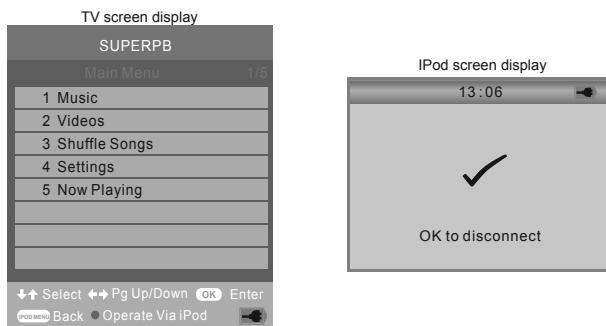 TV screen display
SUPERPB
Main Menu 1/5
1 Music
2 Videos
3 Shuffle Songs
4 Settings
5 Now Playing
Select Pg Up/Down OK Enter
IPOD MENU Back Operate Via iPod
IPod screen display
13:06
OK to disconnect